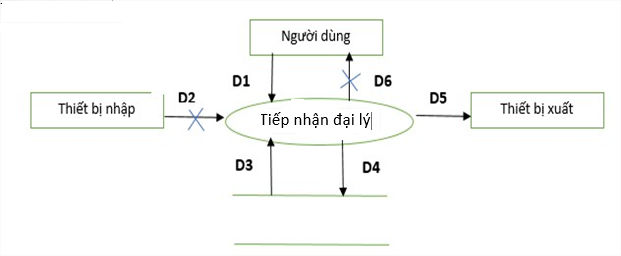 Người dùng
D1
D6
D2
D5
Thiết bị nhập
Tiếp nhận đại lý
Thiết bị xuất
D3
D4